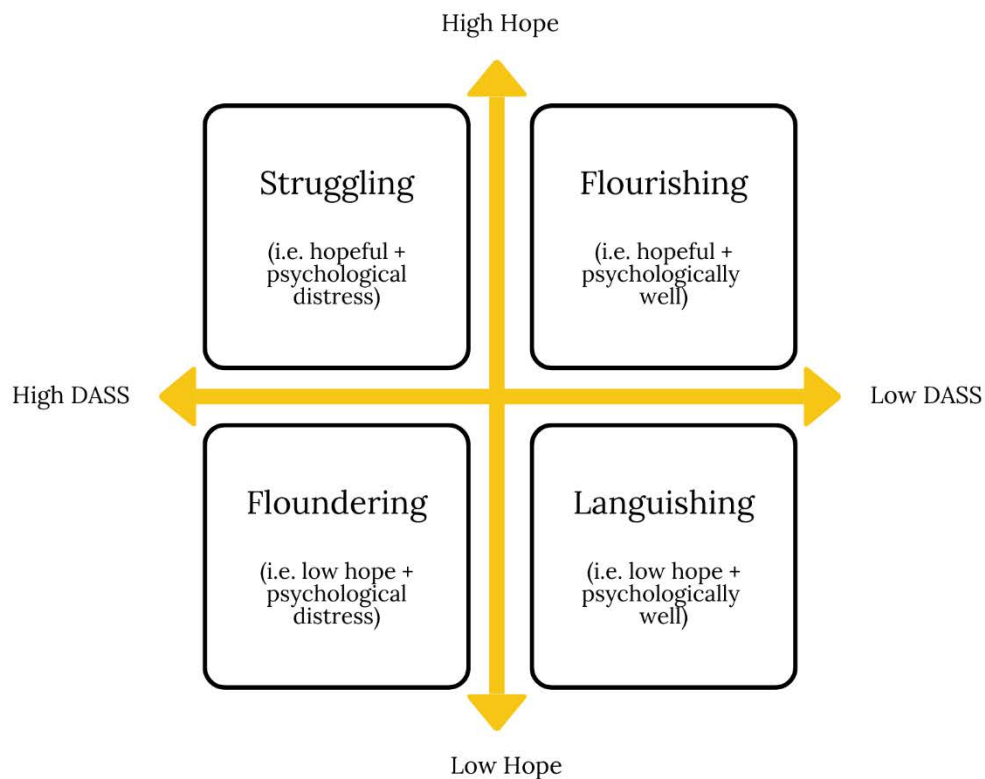 High Hope
Struggling
(i.e. hopeful +
psychological
distress)
Flourishing
(i.e. hopeful +
psychologically
well)
High DASS
Low DASS
Floundering
(i.e. low hope +
psychological
distress)
Languishing
(i.e. low hope +
psychologically
well)
Low Hope